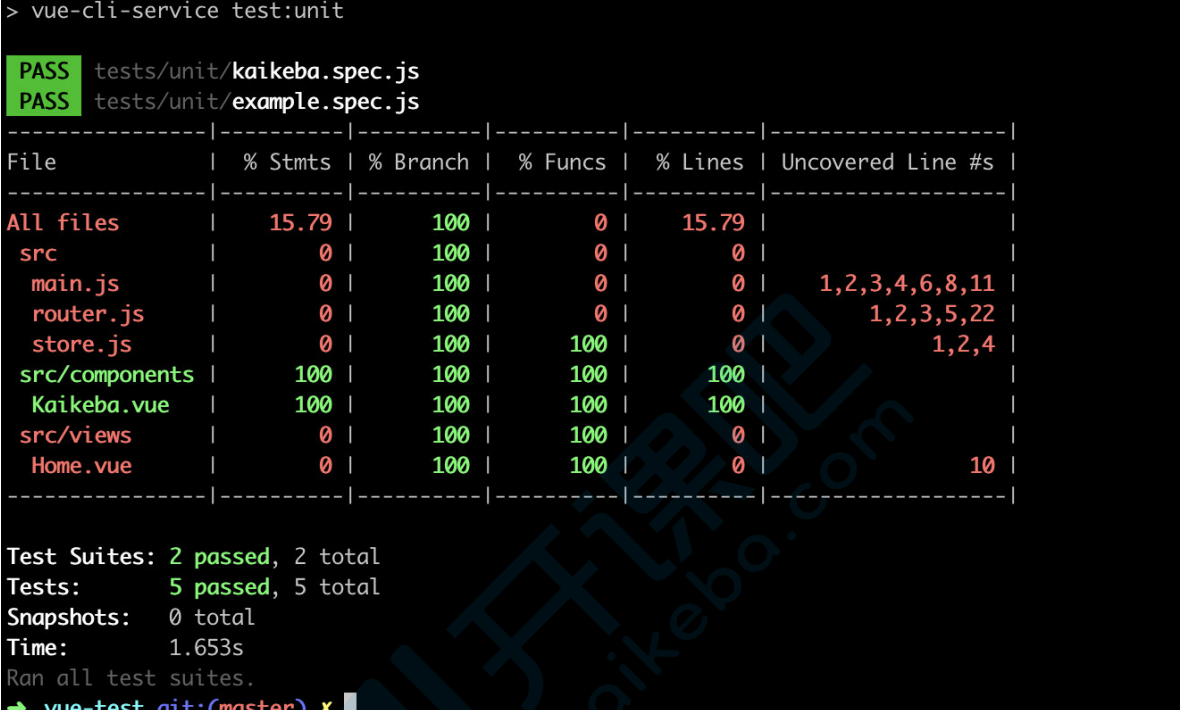 > vue-cli-service test:unit
PASS tests/unit/kaikeba.spec.js
PASS tests/unit/example.spec.js
----------------|----------|----------|----------|----------|-------------------|
File | % Stmts | % Branch | % Funcs | % Lines | Uncovered Line #s |
----------------|----------|----------|----------|----------|-------------------|
All files | 15.79 | 100 | 0 | 15.79 | |
src | 0 | 100 | 0 | 0 | |
main.js | 0 | 100 | 0 | 0 | 1,2,3,4,6,8,11 |
router.js | 0 | 100 | 0 | 0 | 1,2,3,5,22 |
store.js | 0 | 100 | 100 | 0 | 1,2,4 |
src/components | 100 | 100 | 100 | 100 | |
Kaikeba.vue | 100 | 100 | 100 | 100 | |
src/views | 0 | 100 | 100 | 0 | |
Home.vue | 0 | 100 | 100 | 0 | 10 |
----------------|----------|----------|----------|----------|-------------------|
Test Suites: 2 passed, 2 total
Tests: 5 passed, 5 total
Snapshots: 0 total
Time: 1.653s
Ran all test suites.
➜ vue-test git:(master) ✗
开课吧
kaikeba.com